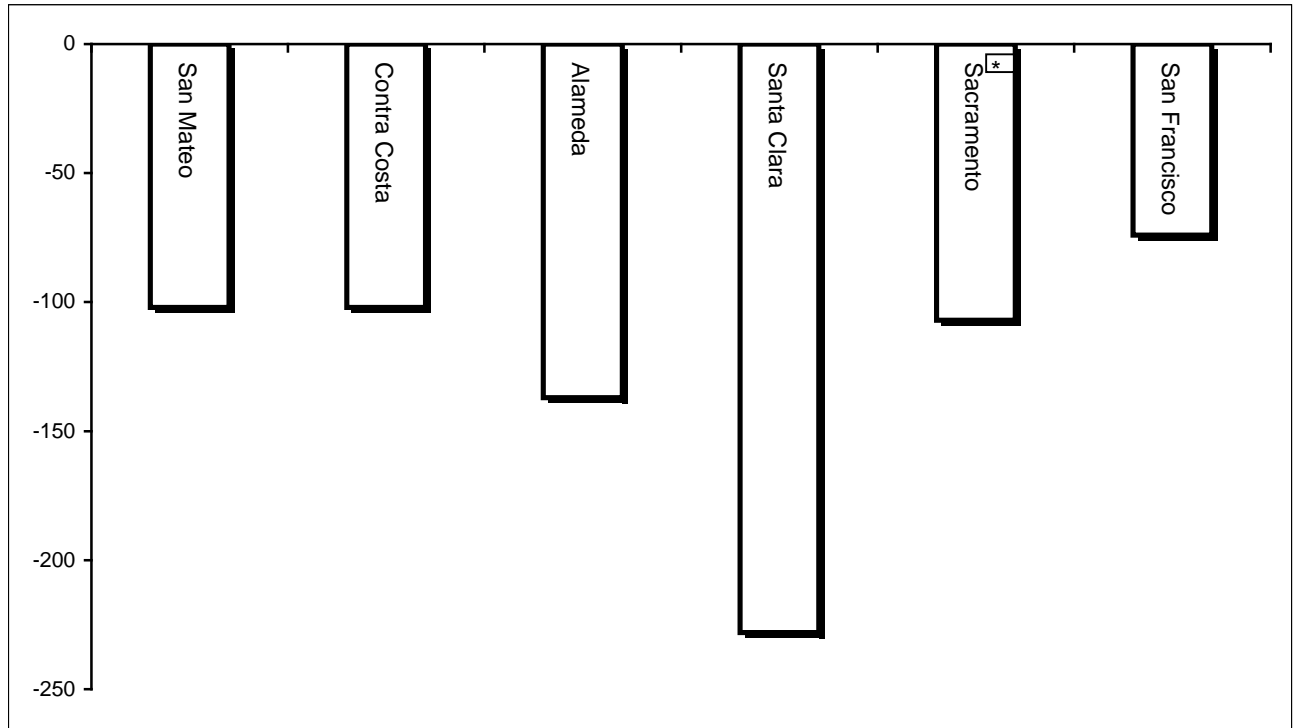 0
-50
-100
-150
-200
-250
San Mateo
Contra Costa
Alameda
Santa Clara
Sacramento
*
San Francisco